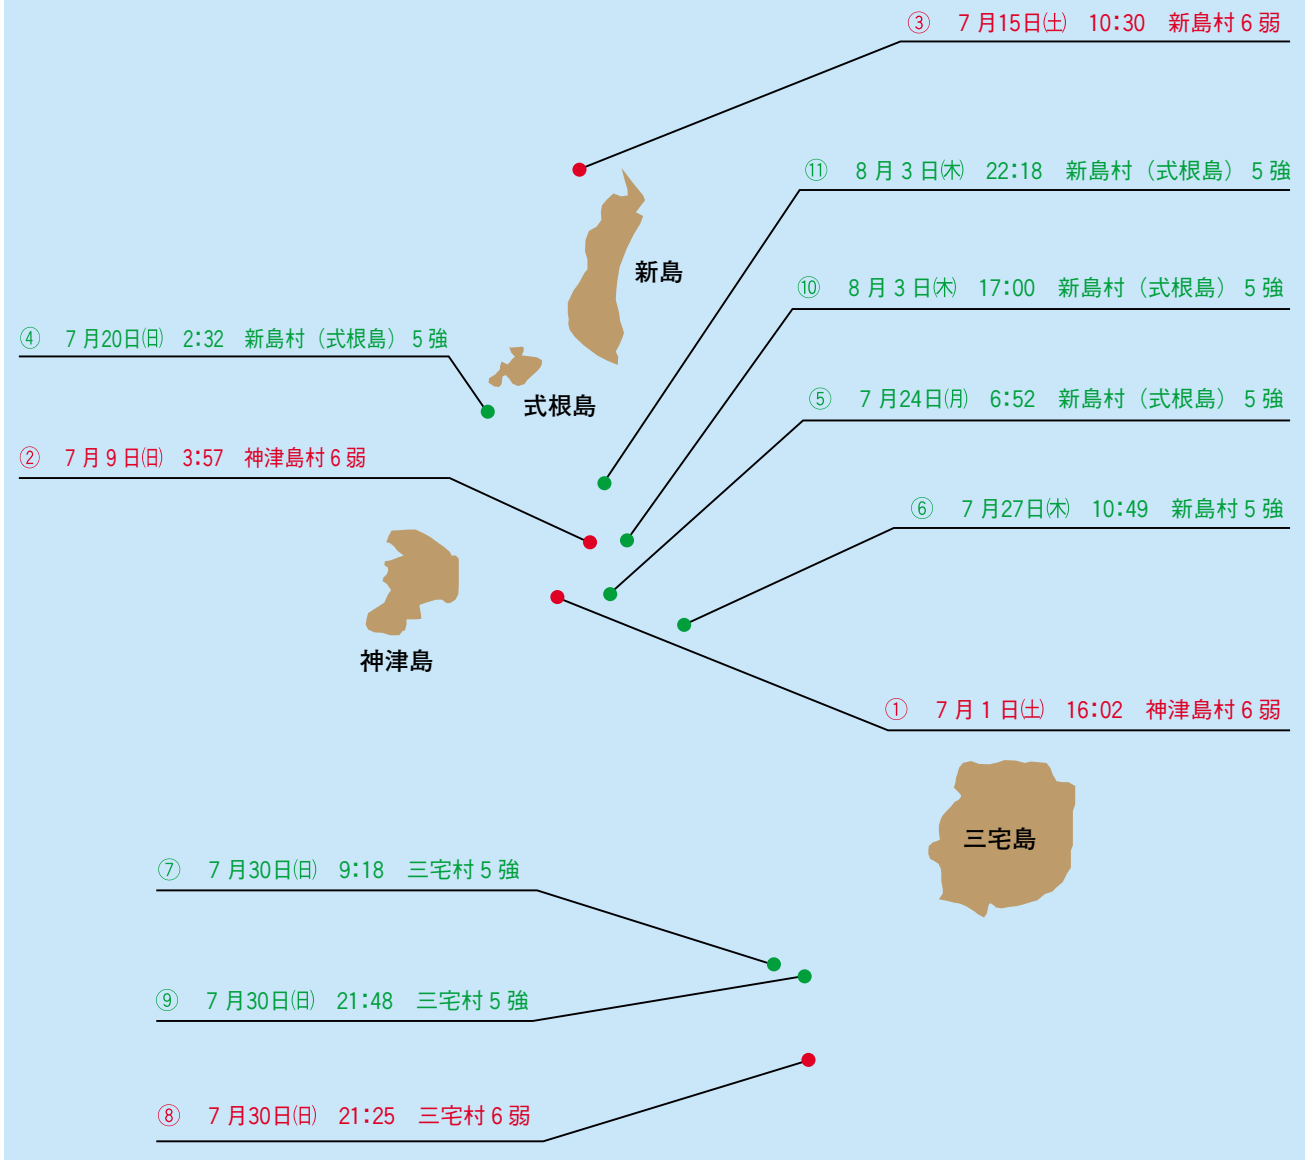 ③ 7月15日㈯ 10:30 新島村6弱
⑪ 8月3日㈭ 22:18 新島村（式根島） 5強
新島
⑩ 8月3日㈭ 17:00 新島村（式根島） 5強
④ 7月20日㈰ 2:32 新島村（式根島） 5強
式根島
⑤ 7月24日㈪ 6:52 新島村（式根島） 5強
② 7月9日㈰ 3:57 神津島村6弱
⑥ 7月27日㈭ 10:49 新島村5強
神津島
① 7月1日㈯ 16:02 神津島村6弱
三宅島
⑦ 7月30日㈰ 9:18 三宅村5強
⑨ 7月30日㈰ 21:48 三宅村5強
⑧ 7月30日㈰ 21:25 三宅村6弱